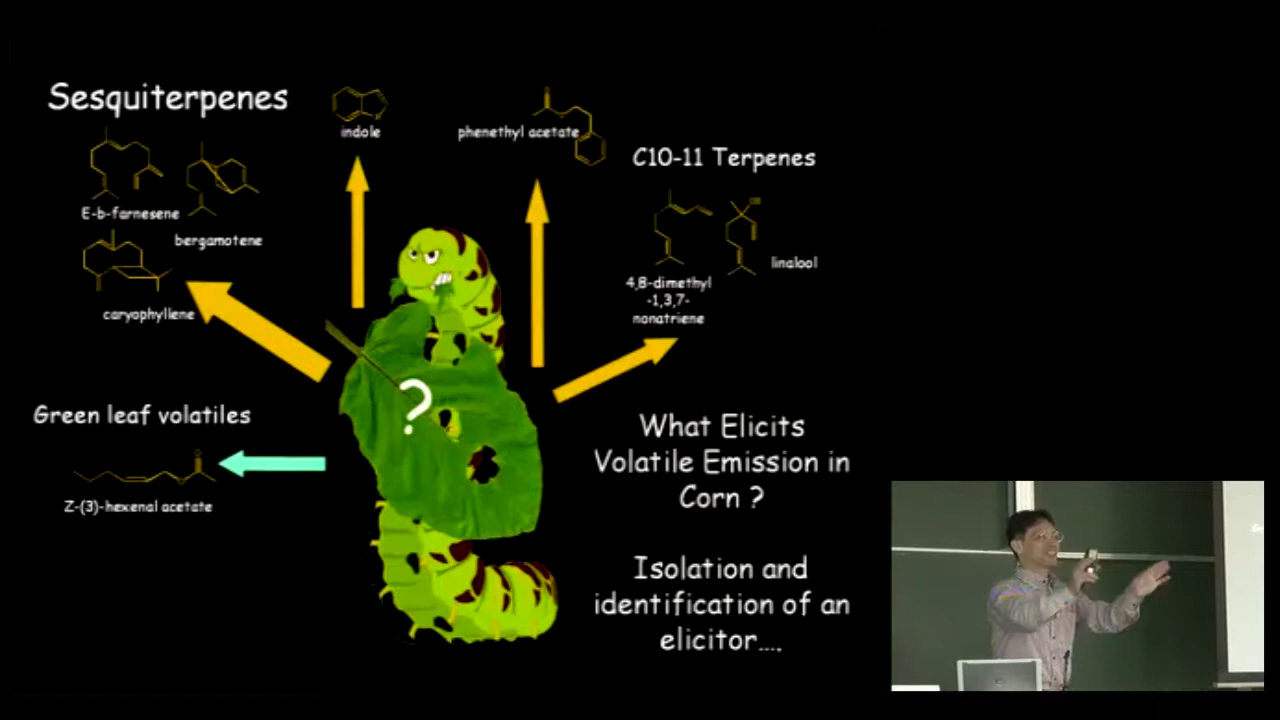 Sesquiterpenes
indole
phenethyl acetate
C10-11 Terpenes
E-b-farnesene
bergamotene
caryophyllene
4,8-dimethyl
-1,3,7-
nonatriene
linalool
Green leaf volatiles
Z-(3)-hexenal acetate
?
What Elicits
Volatile Emission in
Corn ?
Isolation and
identification of an
elicitor....